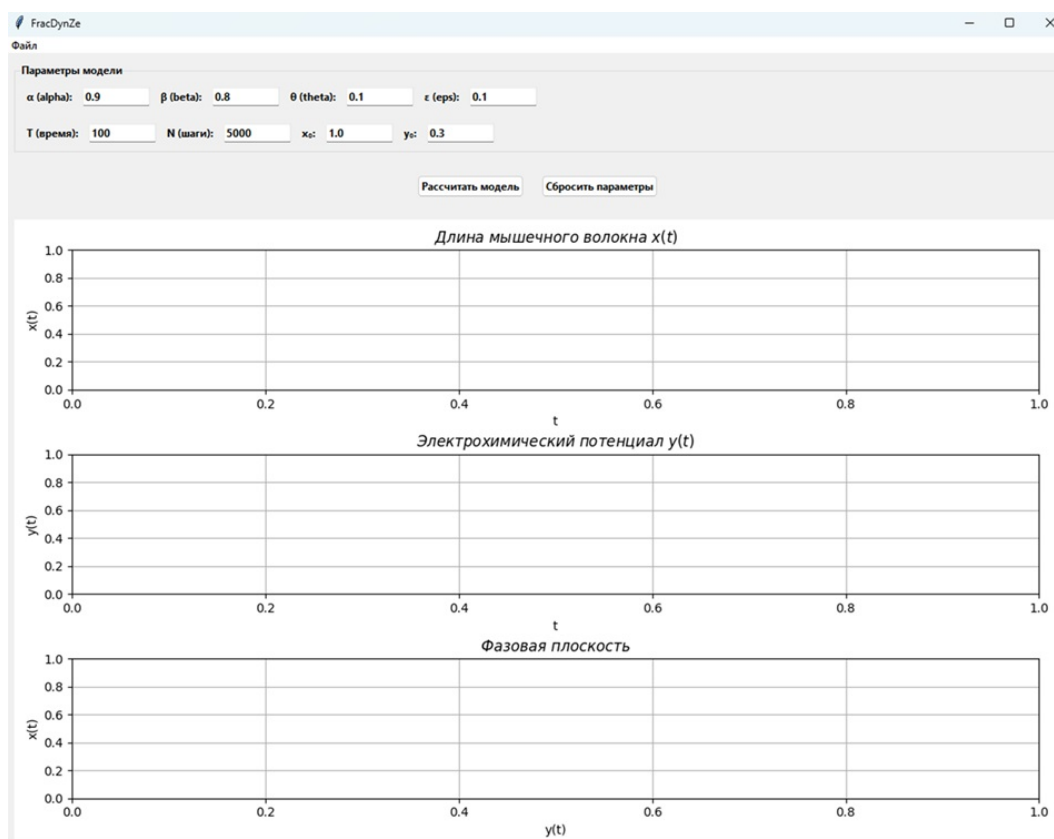 FracDynZe
Файл
Параметры модели
α (alpha): 0.9 β (beta): 0.8 θ (theta): 0.1 ε (eps): 0.1
T (время): 100 N (шаги): 5000 x₀: 1.0 y₀: 0.3
Рассчитать модель Сбросить параметры
Длина мышечного волокна x(t)
1.0
0.8
0.6
0.4
0.2
0.0
x(t)
0.0 0.2 0.4 0.6 0.8 1.0
t
Электрохимический потенциал y(t)
1.0
0.8
0.6
0.4
0.2
0.0
y(t)
0.0 0.2 0.4 0.6 0.8 1.0
t
Фазовая плоскость
1.0
0.8
0.6
0.4
0.2
0.0
x(t)
0.0 0.2 0.4 0.6 0.8 1.0
y(t)